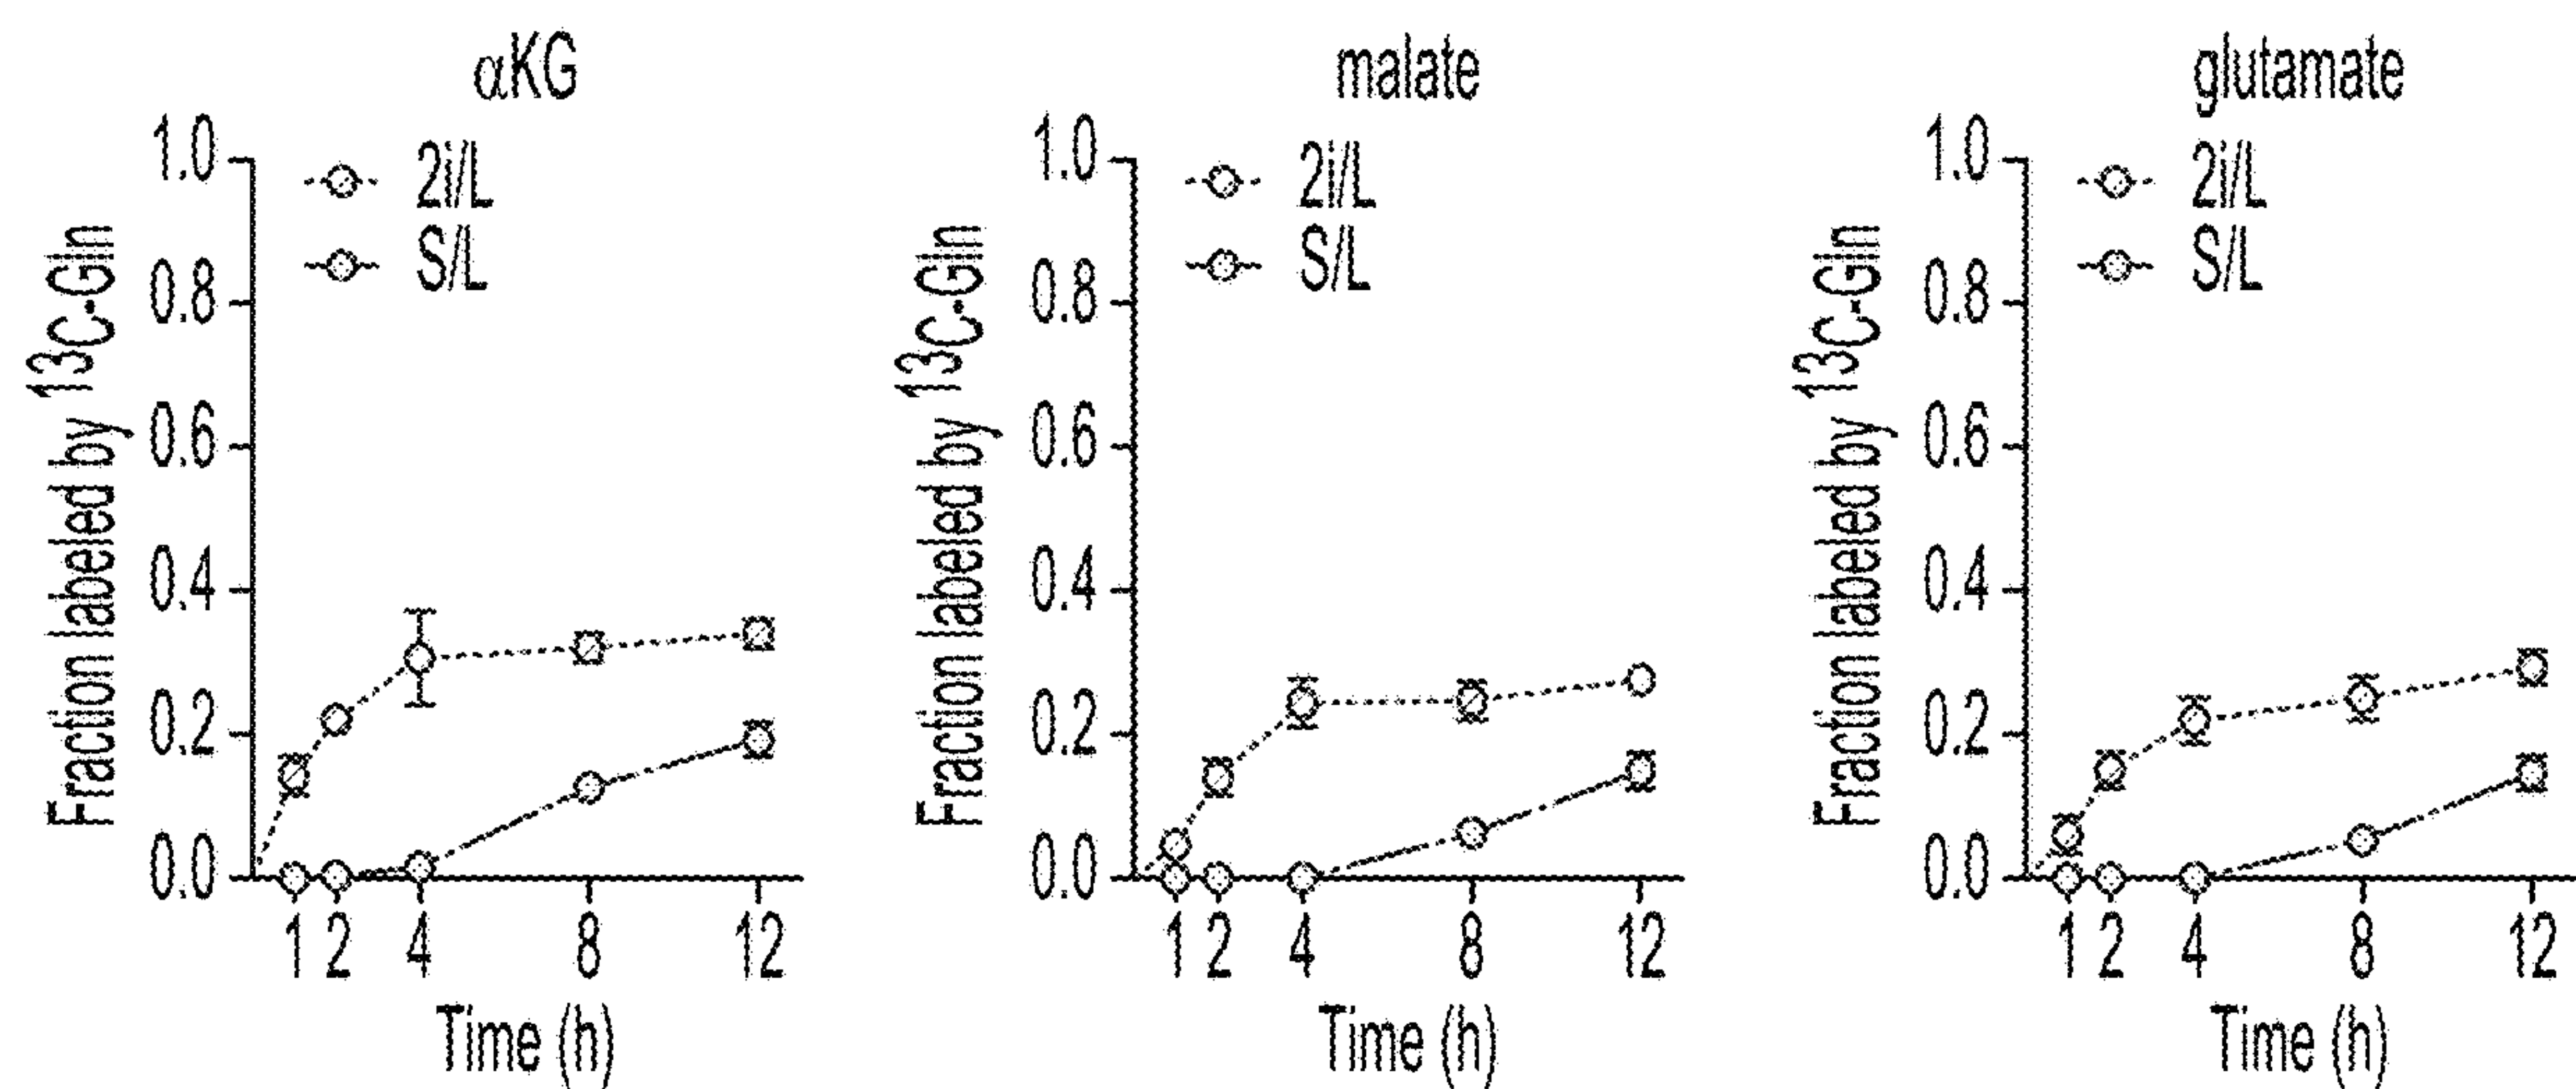 αKG
1.0
0.8
0.6
0.4
0.2
0.0
2i/L
S/L
Fraction labeled by ¹³C-Gln
1 2 4 8 12
Time (h)
malate
1.0
0.8
0.6
0.4
0.2
0.0
2i/L
S/L
Fraction labeled by ¹³C-Gln
1 2 4 8 12
Time (h)
glutamate
1.0
0.8
0.6
0.4
0.2
0.0
2i/L
S/L
Fraction labeled by ¹³C-Gln
1 2 4 8 12
Time (h)